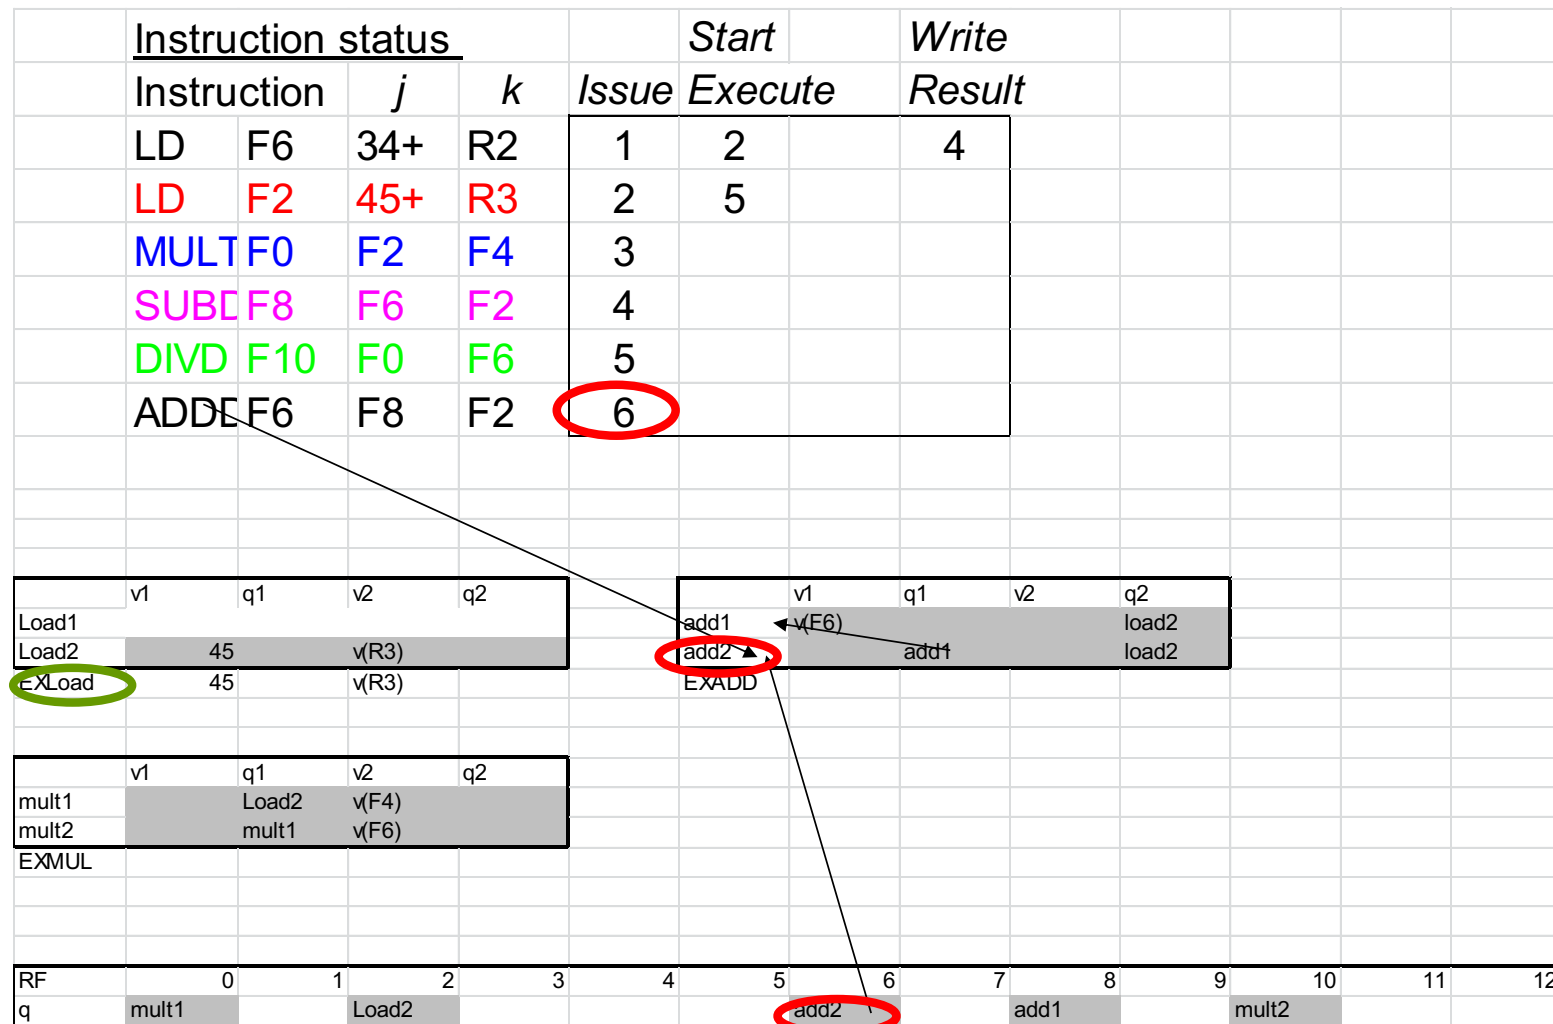 Instruction status Start Write
Instruction j k Issue Execute Result
LD F6 34+ R2 1 2 4
LD F2 45+ R3 2 5
MULT F0 F2 F4 3
SUBD F8 F6 F2 4
DIVD F10 F0 F6 5
ADDD F6 F8 F2 6
v1 q1 v2 q2 v1 q1 v2 q2
Load1 add1 v(F6) load2
Load2 45 v(R3) add2 add1 load2
EXLoad 45 v(R3) EXADD
v1 q1 v2 q2
mult1 Load2 v(F4)
mult2 mult1 v(F6)
EXMUL
RF 0 1 2 3 4 5 6 7 8 9 10 11 12
q mult1 Load2 add2 add1 mult2